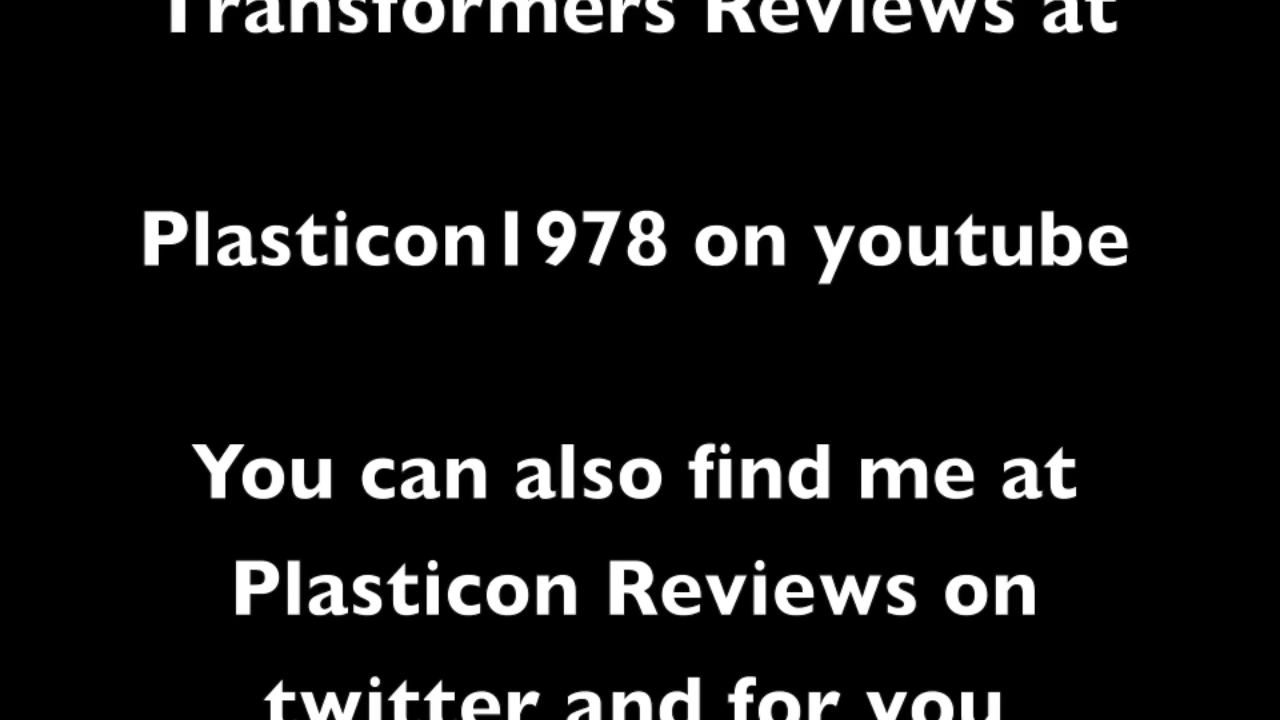 Transformers Reviews at
Plasticon1978 on youtube
You can also find me at
Plasticon Reviews on
twitter and for you